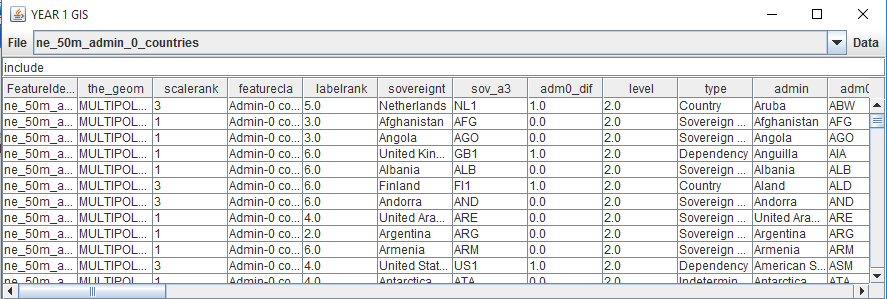 YEAR 1 GIS
File ne_50m_admin_0_countries Data
include
FeatureIde... the_geom scalerank featurecla labelrank sovereignt sov_a3 adm0_dif level type admin adm0
ne_50m_a... MULTIPOL... 3 Admin-0 co... 5.0 Netherlands NL1 1.0 2.0 Country Aruba ABW
ne_50m_a... MULTIPOL... 1 Admin-0 co... 3.0 Afghanistan AFG 0.0 2.0 Sovereign ... Afghanistan AFG
ne_50m_a... MULTIPOL... 1 Admin-0 co... 3.0 Angola AGO 0.0 2.0 Sovereign ... Angola AGO
ne_50m_a... MULTIPOL... 1 Admin-0 co... 6.0 United Kin... GB1 1.0 2.0 Dependency Anguilla AIA
ne_50m_a... MULTIPOL... 1 Admin-0 co... 6.0 Albania ALB 0.0 2.0 Sovereign ... Albania ALB
ne_50m_a... MULTIPOL... 3 Admin-0 co... 6.0 Finland FI1 1.0 2.0 Country Aland ALD
ne_50m_a... MULTIPOL... 3 Admin-0 co... 6.0 Andorra AND 0.0 2.0 Sovereign ... Andorra AND
ne_50m_a... MULTIPOL... 1 Admin-0 co... 4.0 United Ara... ARE 0.0 2.0 Sovereign ... United Ara... ARE
ne_50m_a... MULTIPOL... 1 Admin-0 co... 2.0 Argentina ARG 0.0 2.0 Sovereign ... Argentina ARG
ne_50m_a... MULTIPOL... 1 Admin-0 co... 6.0 Armenia ARM 0.0 2.0 Sovereign ... Armenia ARM
ne_50m_a... MULTIPOL... 3 Admin-0 co... 4.0 United Stat... US1 1.0 2.0 Dependency American S... ASM
ne_50m_a... MULTIPOL... 1 Admin-0 co... 4.0 Antarctica ATA 0.0 2.0 Indetermin... Antarctica ATA